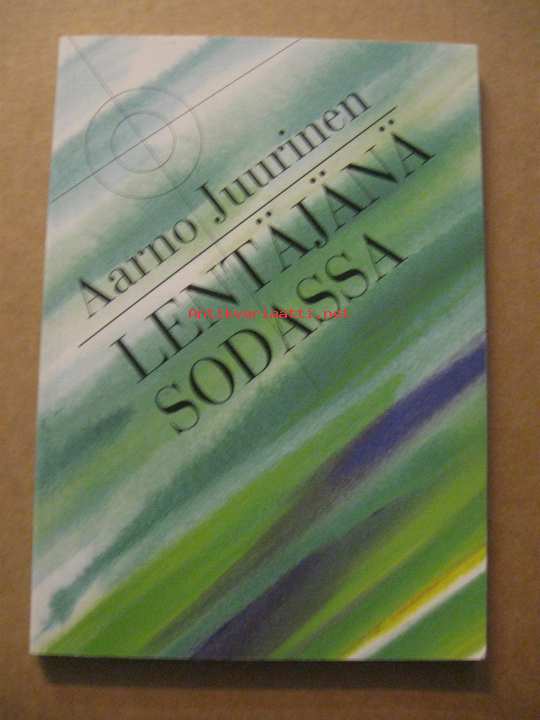 Aarno Juurinen
LENTÄJÄNÄ
SODASSA
Antikvariaatti.net